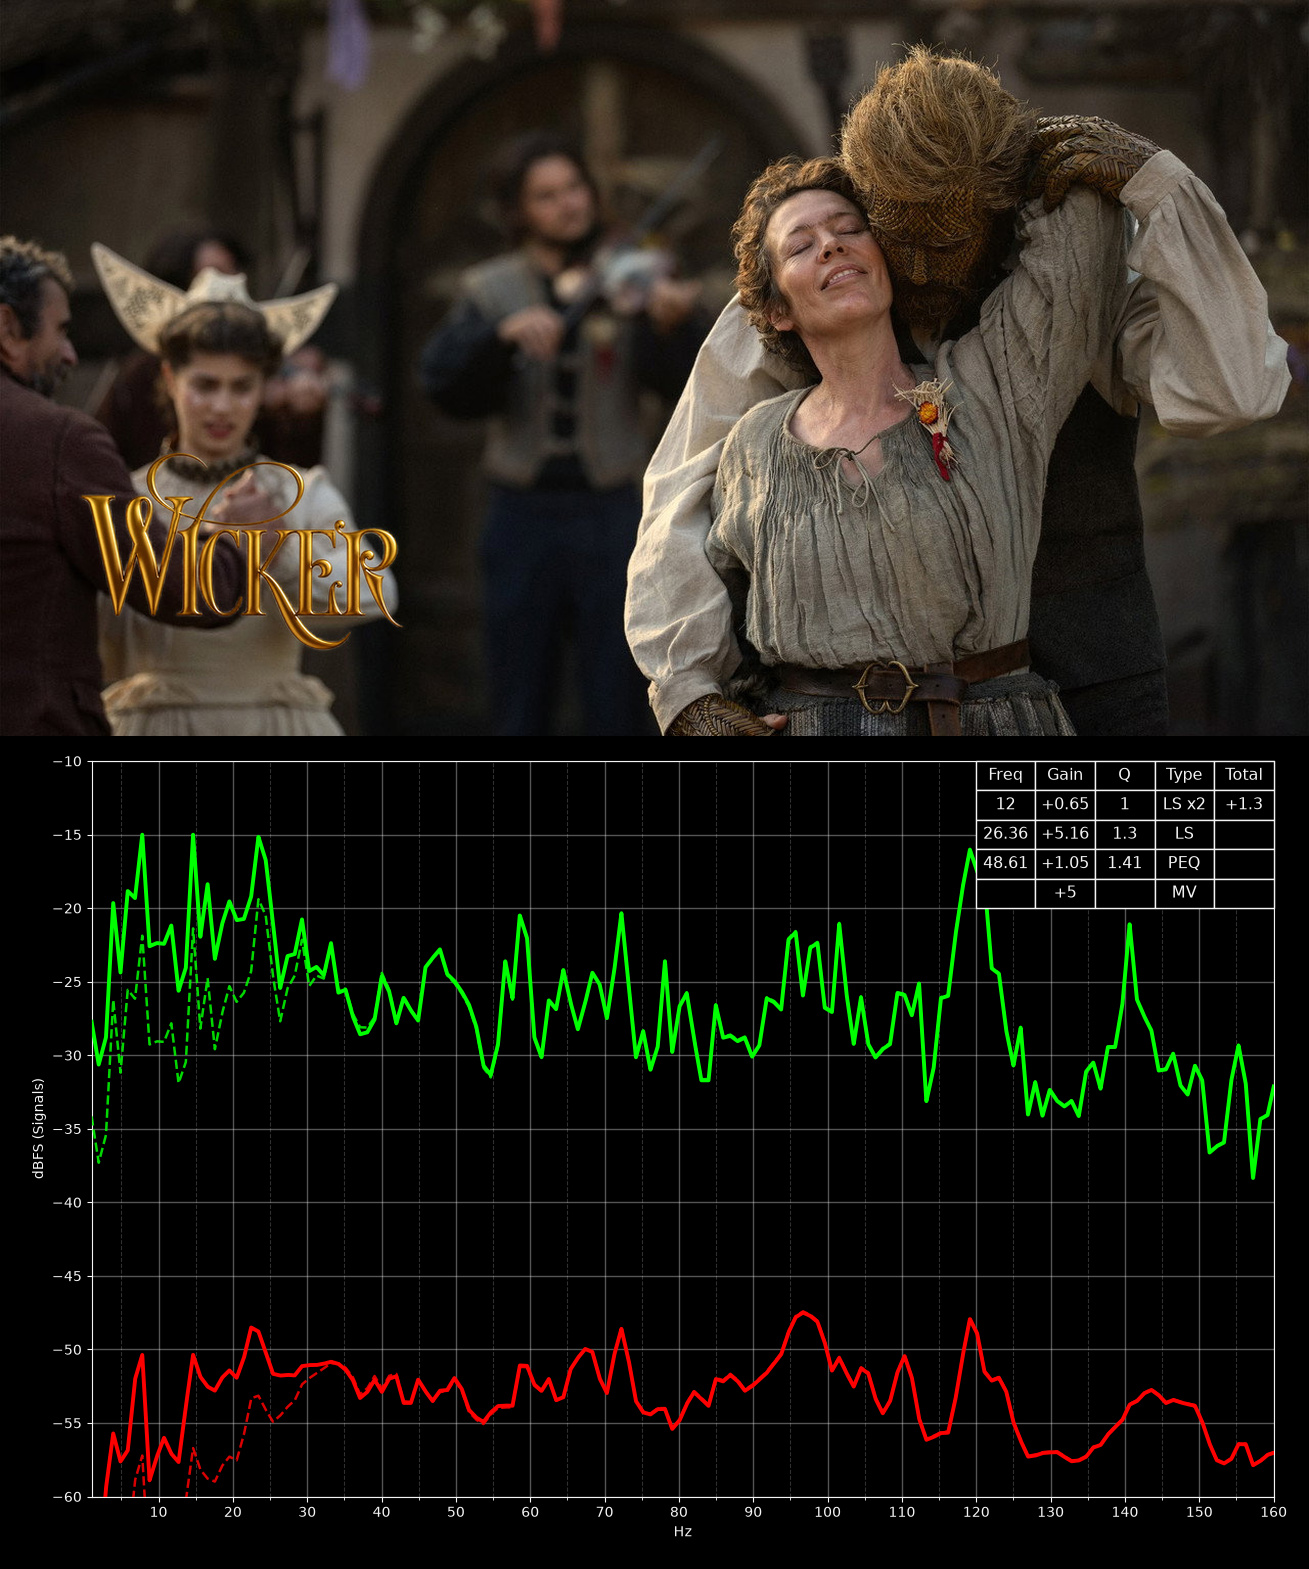 WICKER
Freq Gain Q Type Total
12 +0.65 1 LS x2 +1.3
26.36 +5.16 1.3 LS
48.61 +1.05 1.41 PEQ
+5 MV
−10
−15
−20
−25
−30
−35
−40
−45
−50
−55
−60
dBFS (Signals)
10 20 30 40 50 60 70 80 90 100 110 120 130 140 150 160
Hz